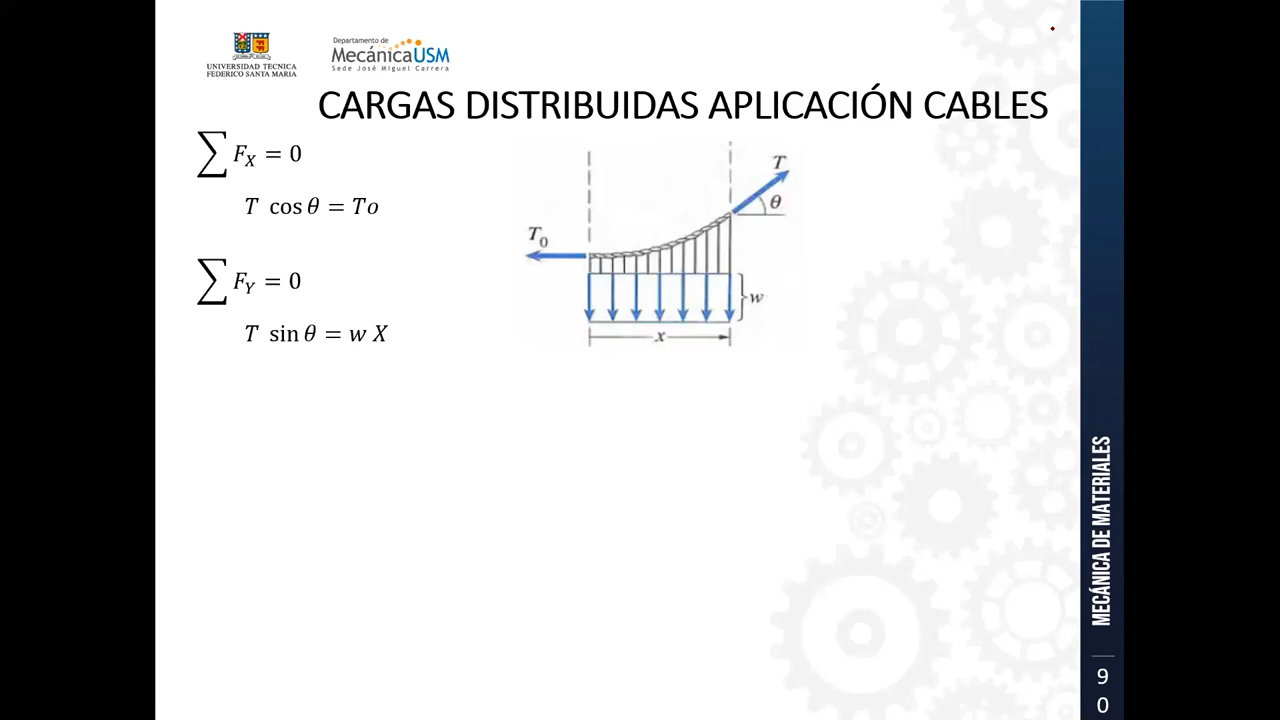 UNIVERSIDAD TECNICA
FEDERICO SANTA MARIA
Departamento de
MecánicaUSM
Sede José Miguel Carrera
CARGAS DISTRIBUIDAS APLICACIÓN CABLES
∑ F_X = 0
T cos θ = To
∑ F_Y = 0
T sin θ = w X
T
θ
T₀
w
x
MECÁNICA DE MATERIALES
9
0